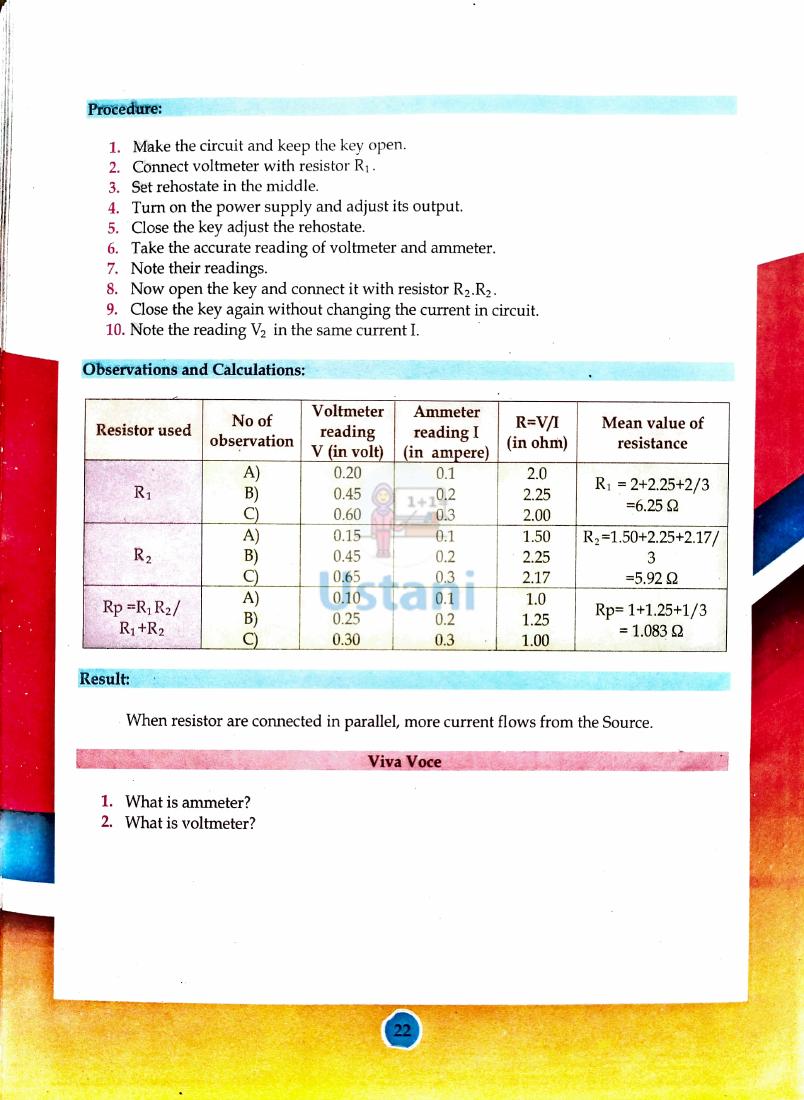 Procedure:
1. Make the circuit and keep the key open.
2. Connect voltmeter with resistor R₁.
3. Set rehostate in the middle.
4. Turn on the power supply and adjust its output.
5. Close the key adjust the rehostate.
6. Take the accurate reading of voltmeter and ammeter.
7. Note their readings.
8. Now open the key and connect it with resistor R₂.R₂.
9. Close the key again without changing the current in circuit.
10. Note the reading V₂ in the same current I.
Observations and Calculations:
Resistor used
No of
observation
Voltmeter
reading
V (in volt)
Ammeter
reading I
(in ampere)
R=V/I
(in ohm)
Mean value of
resistance
R₁
A) 0.20 0.1 2.0
B) 0.45 0.2 2.25
C) 0.60 0.3 2.00
R₁ = 2+2.25+2/3
=6.25 Ω
R₂
A) 0.15 0.1 1.50
B) 0.45 0.2 2.25
C) 0.65 0.3 2.17
R₂=1.50+2.25+2.17/
3
=5.92 Ω
Rp =R₁ R₂/
R₁+R₂
A) 0.10 0.1 1.0
B) 0.25 0.2 1.25
C) 0.30 0.3 1.00
Rp= 1+1.25+1/3
= 1.083 Ω
1+1
Ustani
Result:
When resistor are connected in parallel, more current flows from the Source.
Viva Voce
1. What is ammeter?
2. What is voltmeter?
22